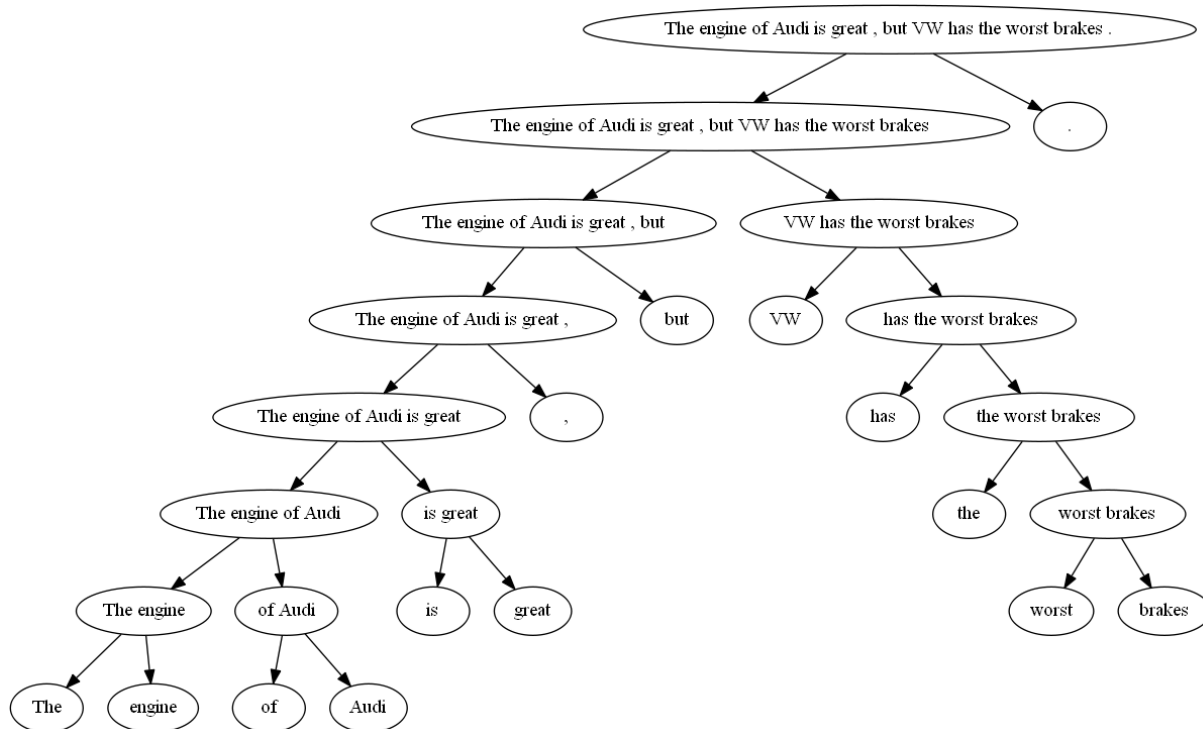 The engine of Audi is great , but VW has the worst brakes .
The engine of Audi is great , but VW has the worst brakes
.
The engine of Audi is great , but
VW has the worst brakes
The engine of Audi is great ,
but
VW
has the worst brakes
The engine of Audi is great
,
has
the worst brakes
The engine of Audi
is great
the
worst brakes
The engine
of Audi
is
great
worst
brakes
The
engine
of
Audi